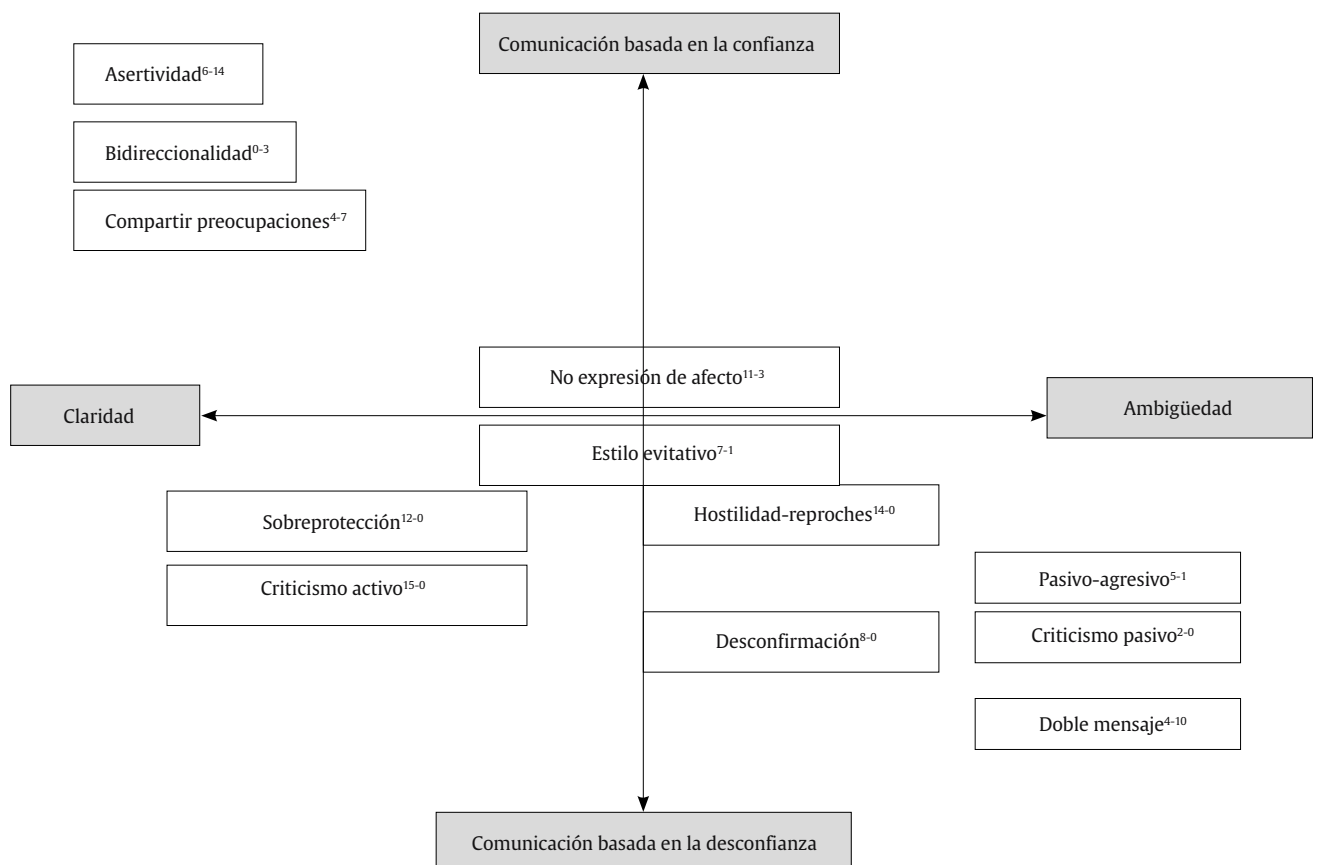 Comunicación basada en la confianza
Asertividad⁶⁻¹⁴
Bidireccionalidad⁰⁻³
Compartir preocupaciones⁴⁻⁷
No expresión de afecto¹¹⁻³
Claridad
Ambigüedad
Estilo evitativo⁷⁻¹
Sobreprotección¹²⁻⁰
Hostilidad-reproches¹⁴⁻⁰
Criticismo activo¹⁵⁻⁰
Pasivo-agresivo⁵⁻¹
Desconfirmación⁸⁻⁰
Criticismo pasivo²⁻⁰
Doble mensaje⁴⁻¹⁰
Comunicación basada en la desconfianza